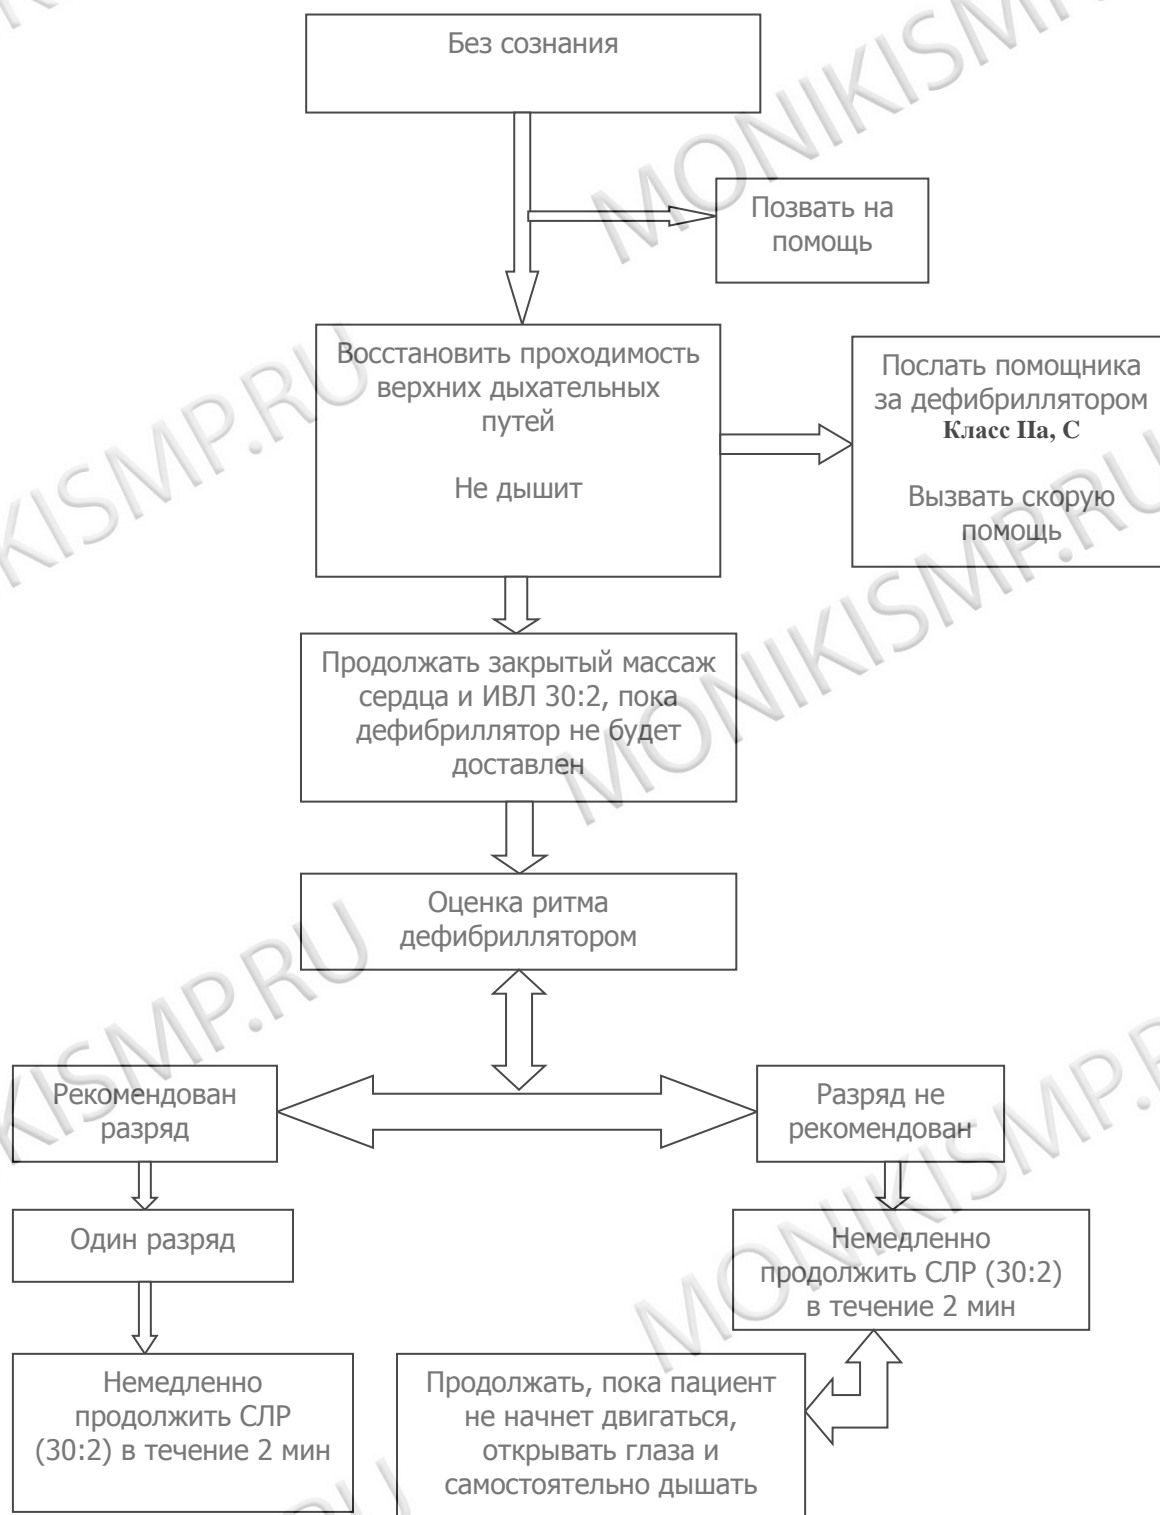 Без сознания
Позвать на
помощь
Восстановить проходимость
верхних дыхательных
путей
Не дышит
Послать помощника
за дефибриллятором
Класс IIa, C
Вызвать скорую
помощь
Продолжать закрытый массаж
сердца и ИВЛ 30:2, пока
дефибриллятор не будет
доставлен
Оценка ритма
дефибриллятором
Рекомендован
разряд
Разряд не
рекомендован
Один разряд
Немедленно
продолжить СЛР (30:2)
в течение 2 мин
Немедленно
продолжить СЛР
(30:2) в течение 2 мин
Продолжать, пока пациент
не начнет двигаться,
открывать глаза и
самостоятельно дышать
MONIKISMP.RU